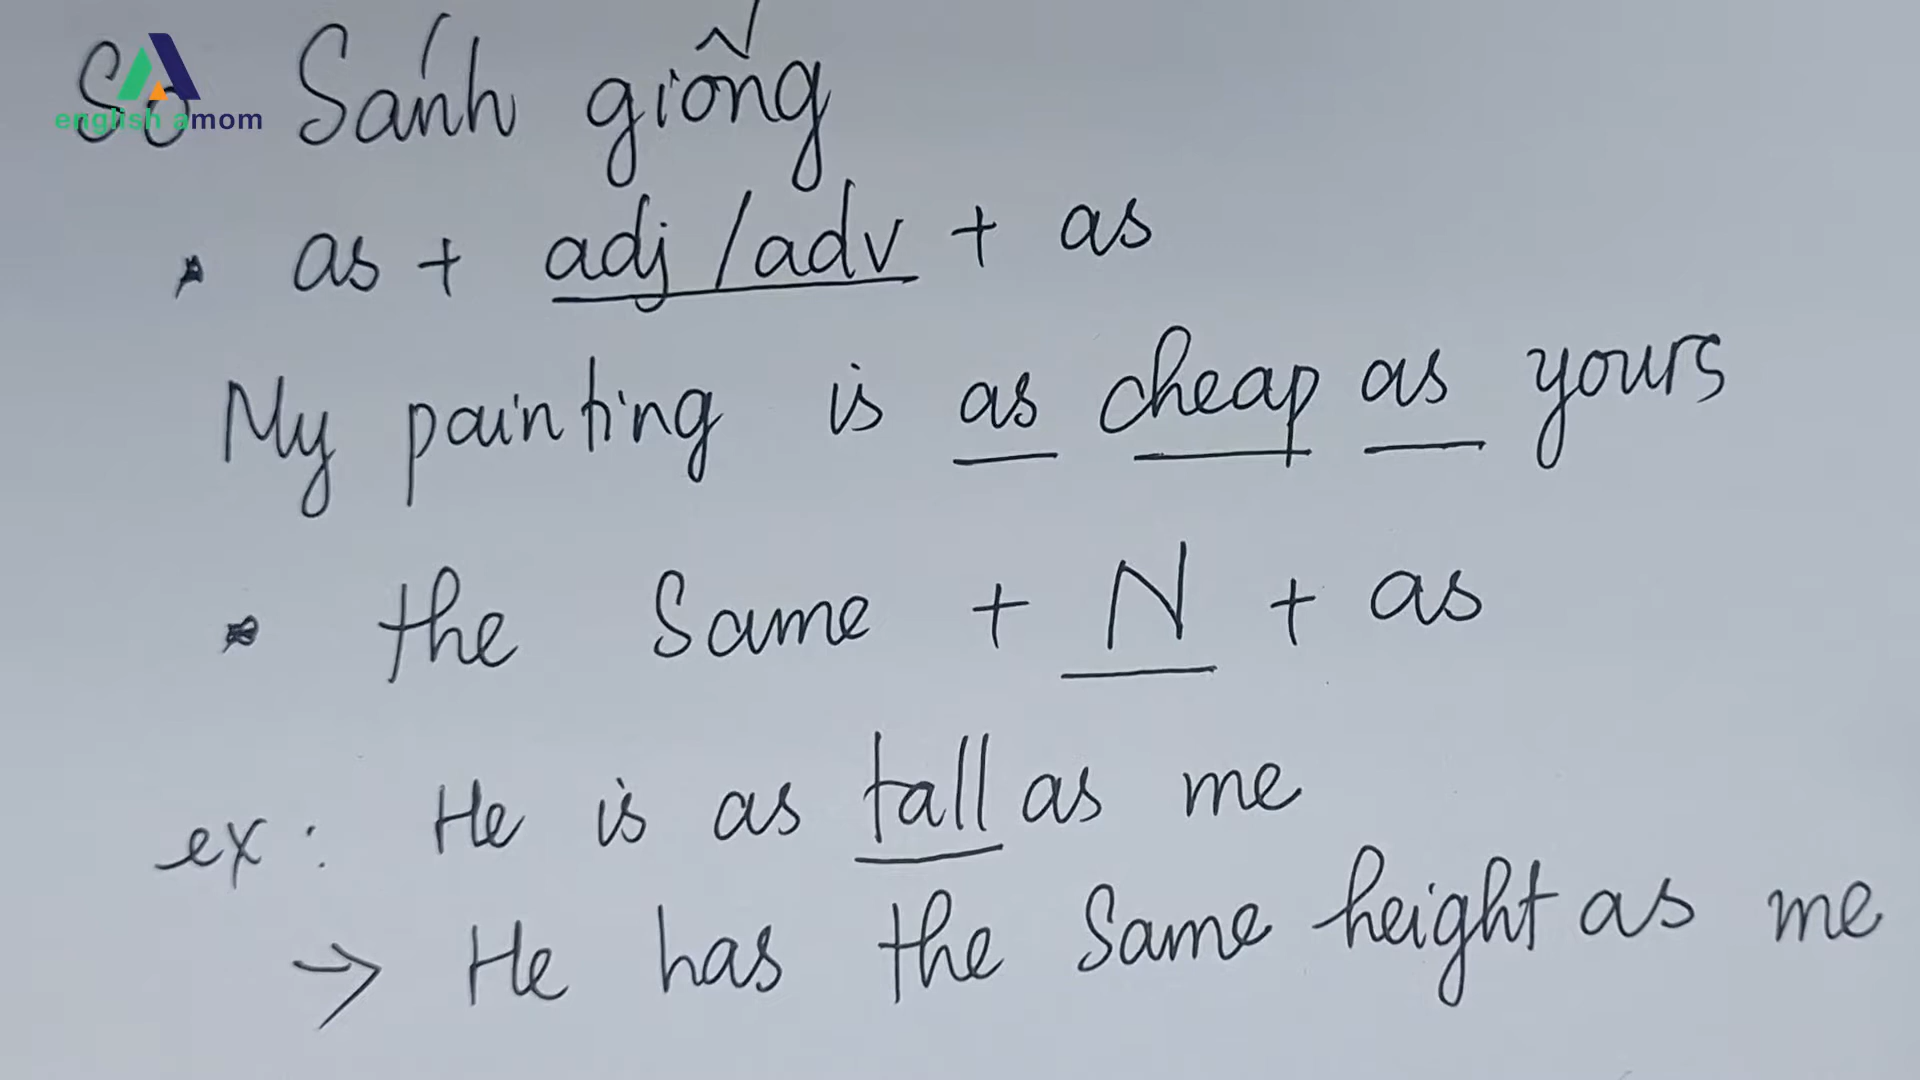 So Sánh giống
english amom
* as + adj / adv + as
My painting is as cheap as yours
* the same + N + as
ex: He is as tall as me
→ He has the same height as me